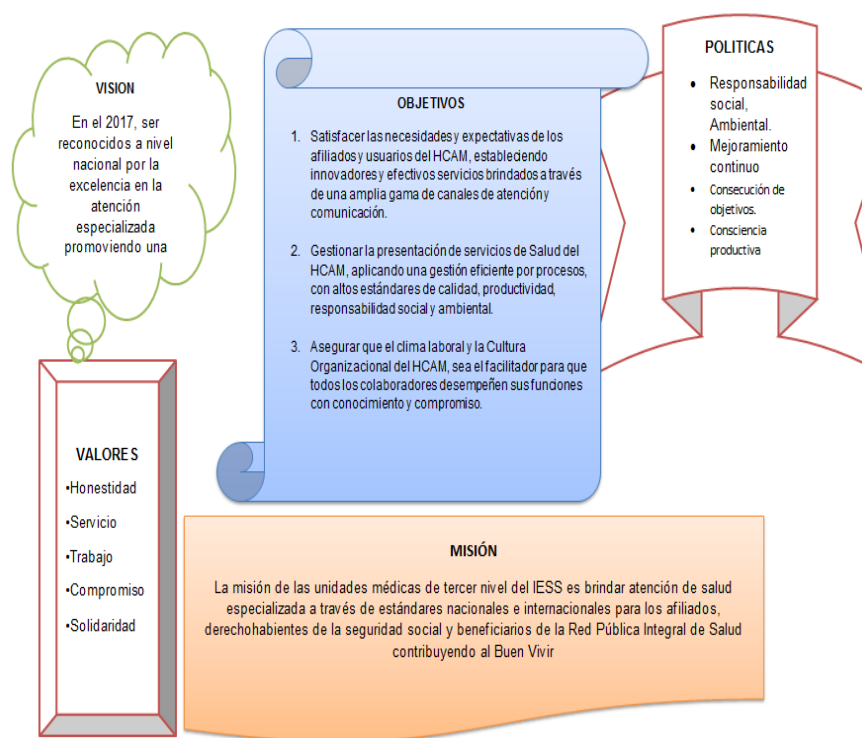 VISION
En el 2017, ser
reconocidos a nivel
nacional por la
excelencia en la
atención
especializada
promoviendo una
OBJETIVOS
1. Satisfacer las necesidades y expectativas de los
afiliados y usuarios del HCAM, estableciendo
innovadores y efectivos servicios brindados a través
de una amplia gama de canales de atención y
comunicación.
2. Gestionar la presentación de servicios de Salud del
HCAM, aplicando una gestión eficiente por procesos,
con altos estándares de calidad, productividad,
responsabilidad social y ambiental.
3. Asegurar que el clima laboral y la Cultura
Organizacional del HCAM, sea el facilitador para que
todos los colaboradores desempeñen sus funciones
con conocimiento y compromiso.
POLITICAS
• Responsabilidad
social,
Ambiental.
• Mejoramiento
continuo
• Consecución de
objetivos.
• Consciencia
productiva
VALORES
•Honestidad
•Servicio
•Trabajo
•Compromiso
•Solidaridad
MISIÓN
La misión de las unidades médicas de tercer nivel del IESS es brindar atención de salud
especializada a través de estándares nacionales e internacionales para los afiliados,
derechohabientes de la seguridad social y beneficiarios de la Red Pública Integral de Salud
contribuyendo al Buen Vivir